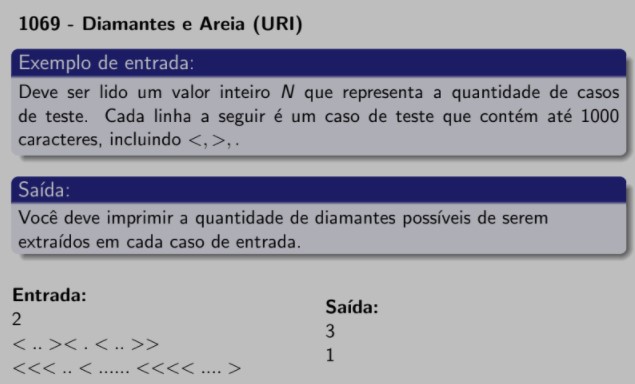 1069 - Diamantes e Areia (URI)
Exemplo de entrada:
Deve ser lido um valor inteiro N que representa a quantidade de casos
de teste. Cada linha a seguir é um caso de teste que contém até 1000
caracteres, incluindo <, >, .
Saída:
Você deve imprimir a quantidade de diamantes possíveis de serem
extraídos em cada caso de entrada.
Entrada:
2
< .. >< . < .. >>
<<< .. < ...... <<<< .... >
Saída:
3
1